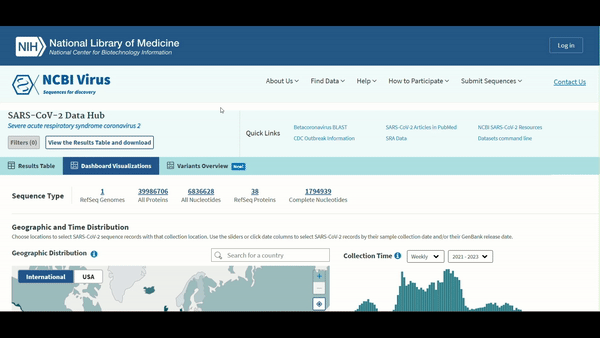 NIH National Library of Medicine
National Center for Biotechnology Information
Log in
NCBI Virus
Sequences for discovery
About Us
Find Data
Help
How to Participate
Submit Sequences
Contact Us
SARS-CoV-2 Data Hub
Severe acute respiratory syndrome coronavirus 2
Filters (0)
View the Results Table and download
Quick Links
Betacoronavirus BLAST
SARS-CoV-2 Articles in PubMed
NCBI SARS-CoV-2 Resources
CDC Outbreak Information
SRA Data
Datasets command line
Results Table
Dashboard Visualizations
Variants Overview
New!
Sequence Type
1
RefSeq Genomes
39986706
All Proteins
6836628
All Nucleotides
38
RefSeq Proteins
1794939
Complete Nucleotides
Geographic and Time Distribution
Choose locations to select SARS-CoV-2 sequence records with that collection location. Use the sliders or click date columns to select SARS-CoV-2 records by their sample collection date and/or their GenBank release date.
Geographic Distribution
Search for a country
Collection Time
Weekly
2021 - 2023
International
USA